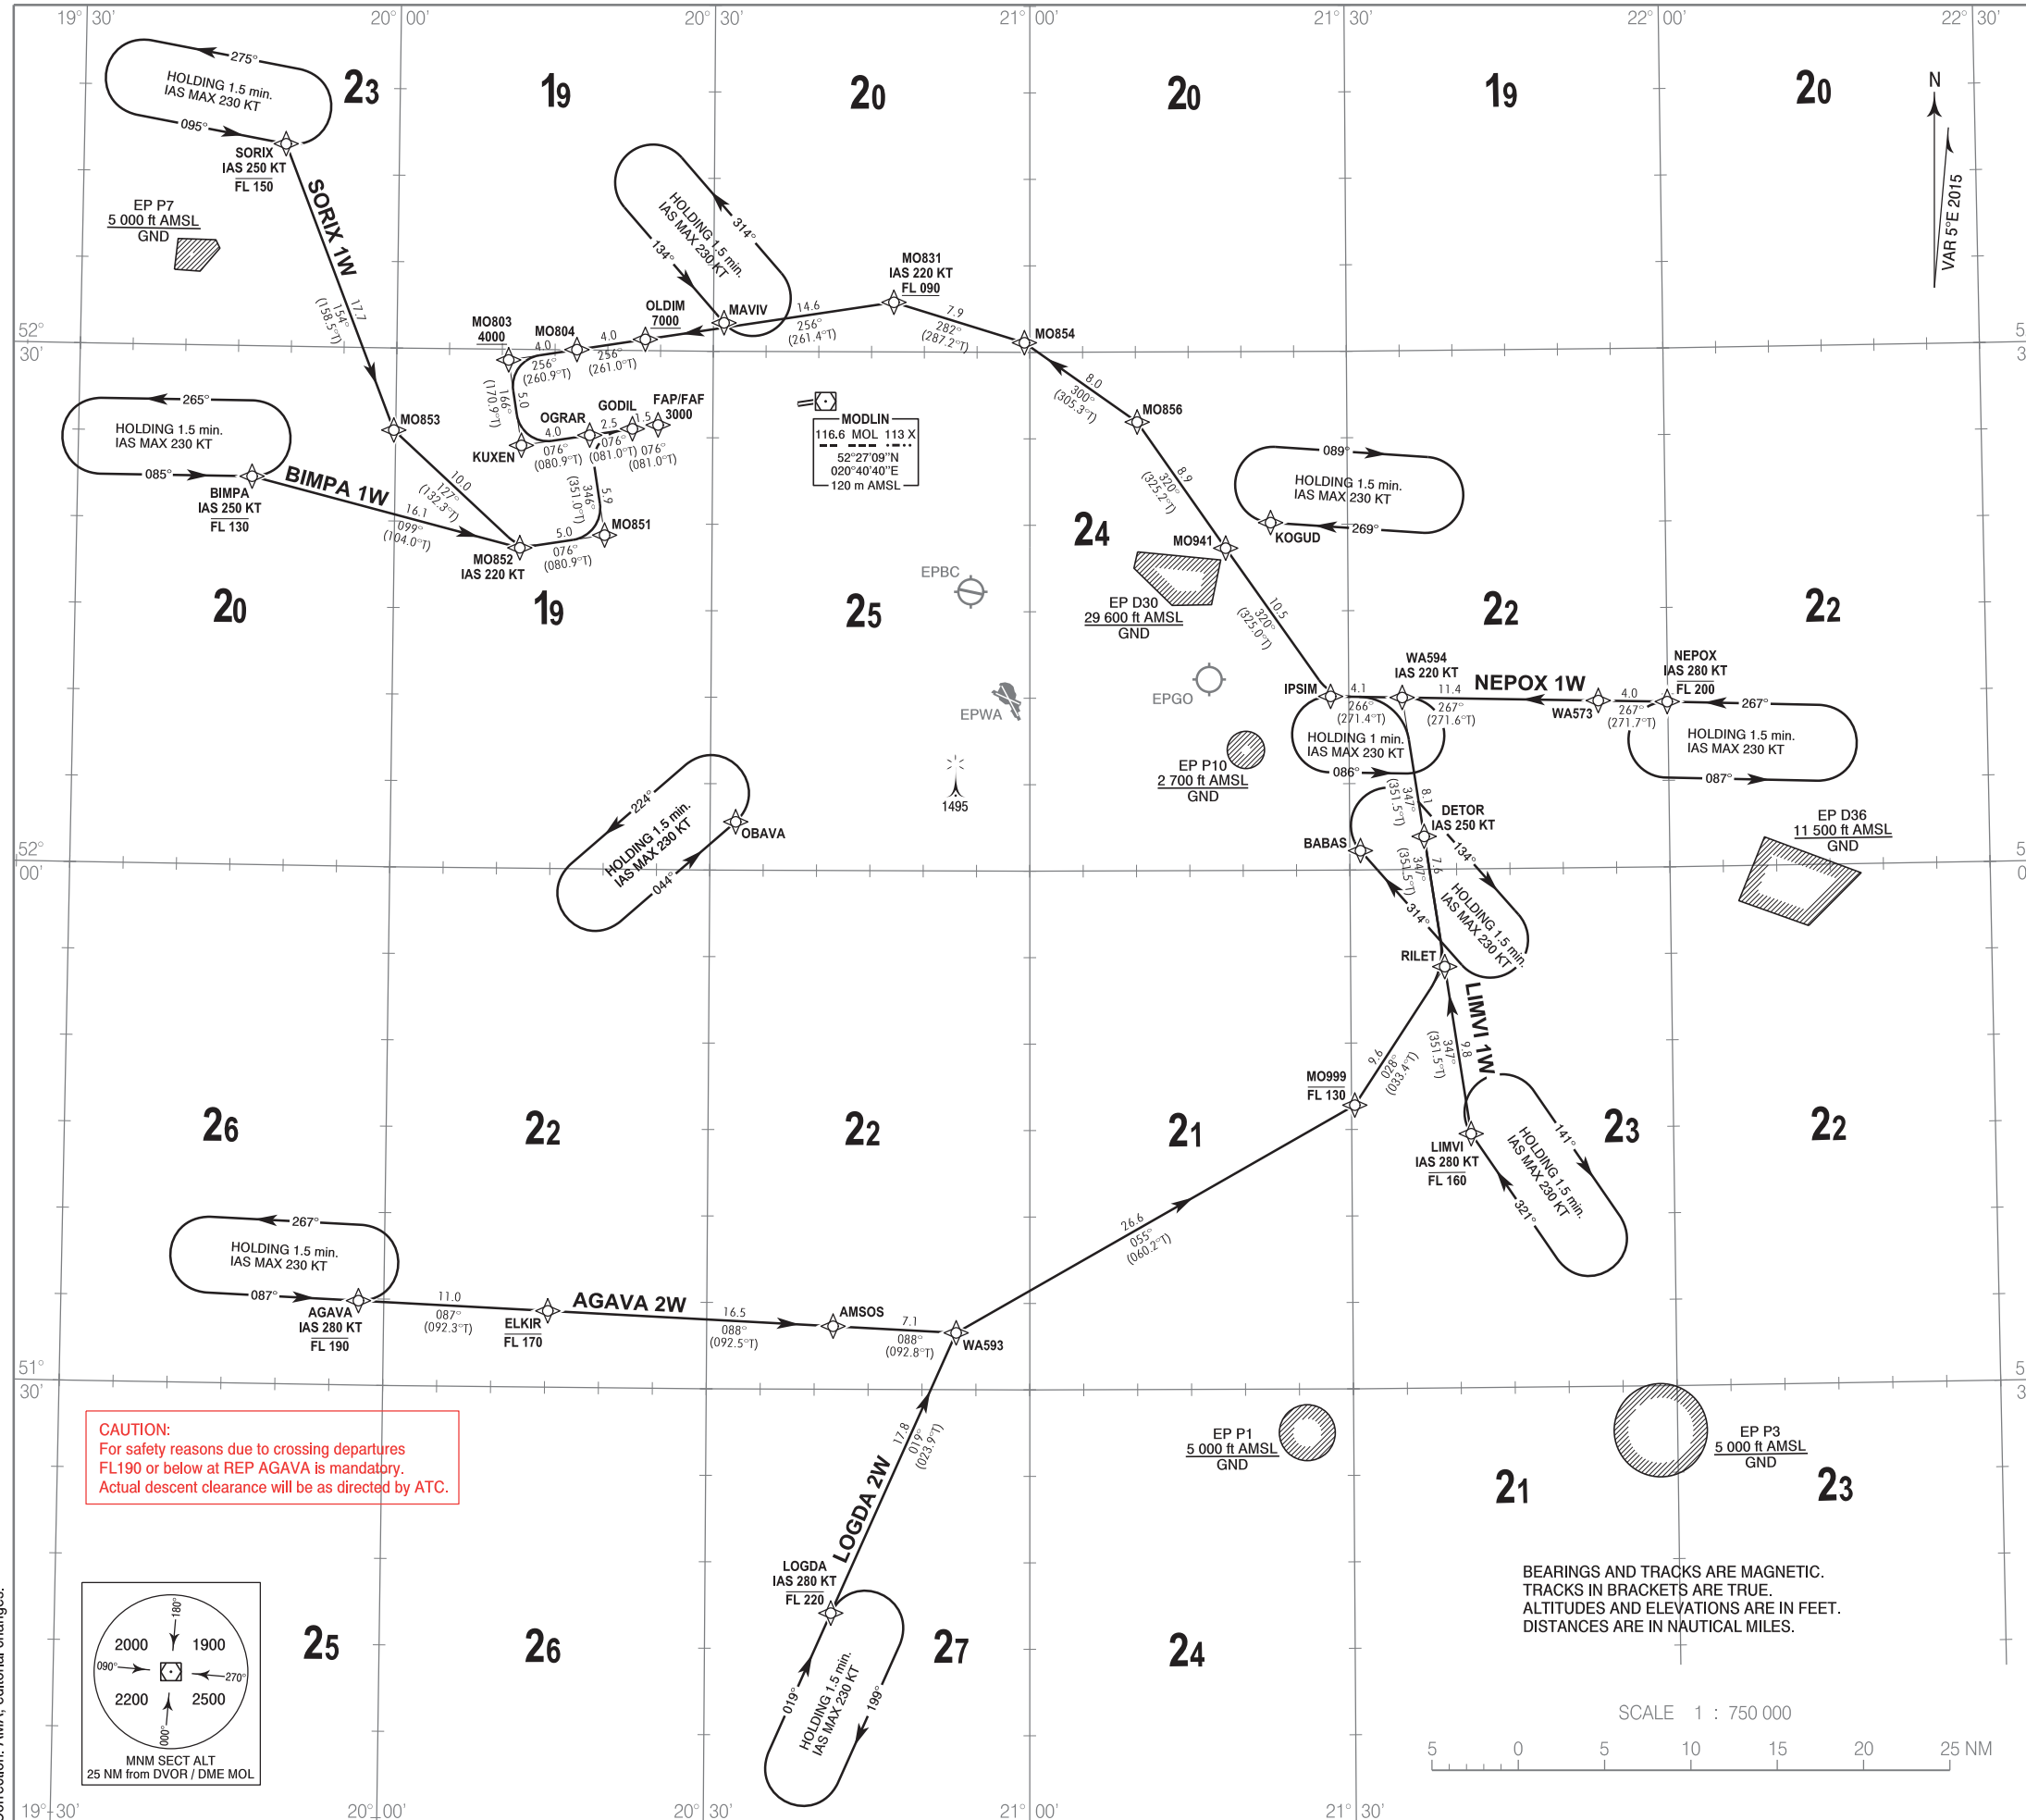 19° 30'
20° 00'
20° 30'
21° 00'
21° 30'
22° 00'
22° 30'
275°
HOLDING 1.5 min.
IAS MAX 230 KT
095°
SORIX
IAS 250 KT
FL 150
23
19
20
20
19
20
N
VAR 5°E 2015
EP P7
5 000 ft AMSL
GND
SORIX 1W
17.7
154°
(158.5°T)
HOLDING 1.5 min.
IAS MAX 230 KT
314°
134°
MO831
IAS 220 KT
FL 090
OLDIM
7000
MAVIV
14.6
256°
(261.4°T)
7.9
282°
(287.2°T)
MO854
52°
30'
MO803
4000
MO804
4.0
256°
(260.9°T)
4.0
256°
(261.0°T)
5.0
166°
(170.9°T)
8.0
300°
(305.3°T)
MO856
265°
HOLDING 1.5 min.
IAS MAX 230 KT
085°
BIMPA
IAS 250 KT
FL 130
MO853
BIMPA 1W
16.1
099°
(104.0°T)
10.0
127°
(132.3°T)
KUXEN
OGRAR
GODIL
FAP/FAF
3000
4.0
076°
(080.9°T)
2.5
076°
(081.0°T)
1.5
076°
(081.0°T)
5.9
346°
(351.0°T)
MO852
IAS 220 KT
5.0
076°
(080.9°T)
MO851
MODLIN
116.6 MOL 113 X
52°27'09''N
020°40'40''E
120 m AMSL
8.9
320°
(325.2°T)
089°
HOLDING 1.5 min.
IAS MAX 230 KT
269°
KOGUD
MO941
24
EPBC
EP D30
29 600 ft AMSL
GND
10.5
320°
(325.0°T)
20
19
25
22
22
EPGO
EPWA
IPSIM
4.1
266°
(271.4°T)
WA594
IAS 220 KT
11.4
267°
(271.6°T)
NEPOX 1W
WA573
4.0
267°
(271.7°T)
NEPOX
IAS 280 KT
FL 200
267°
HOLDING 1.5 min.
IAS MAX 230 KT
087°
HOLDING 1 min.
IAS MAX 230 KT
086°
EP P10
2 700 ft AMSL
GND
1495
224°
HOLDING 1.5 min.
IAS MAX 230 KT
044°
OBAVA
8.1
347°
(351.5°T)
DETOR
IAS 250 KT
BABAS
134°
HOLDING 1.5 min.
IAS MAX 230 KT
314°
7.6
347°
(351.5°T)
EP D36
11 500 ft AMSL
GND
52°
00'
RILET
LIMVI 1W
9.8
347°
(351.5°T)
9.6
028°
(033.4°T)
MO999
FL 130
LIMVI
IAS 280 KT
FL 160
141°
HOLDING 1.5 min.
IAS MAX 230 KT
321°
26
22
22
21
23
22
26.6
055°
(060.2°T)
267°
HOLDING 1.5 min.
IAS MAX 230 KT
087°
AGAVA
IAS 280 KT
FL 190
11.0
087°
(092.3°T)
ELKIR
FL 170
AGAVA 2W
16.5
088°
(092.5°T)
AMSOS
7.1
088°
(092.8°T)
WA593
51°
30'
CAUTION:
For safety reasons due to crossing departures
FL190 or below at REP AGAVA is mandatory.
Actual descent clearance will be as directed by ATC.
17.8
019°
(023.9°T)
LOGDA 2W
EP P1
5 000 ft AMSL
GND
EP P3
5 000 ft AMSL
GND
21
23
LOGDA
IAS 280 KT
FL 220
019°
HOLDING 1.5 min.
IAS MAX 230 KT
199°
25
26
27
24
180°
2000
1900
090°
270°
2200
2500
000°
MNM SECT ALT
25 NM from DVOR / DME MOL
BEARINGS AND TRACKS ARE MAGNETIC.
TRACKS IN BRACKETS ARE TRUE.
ALTITUDES AND ELEVATIONS ARE IN FEET.
DISTANCES ARE IN NAUTICAL MILES.
SCALE 1 : 750 000
5 0 5 10 15 20 25 NM
19° 30'
20° 00'
20° 30'
21° 00'
21° 30'